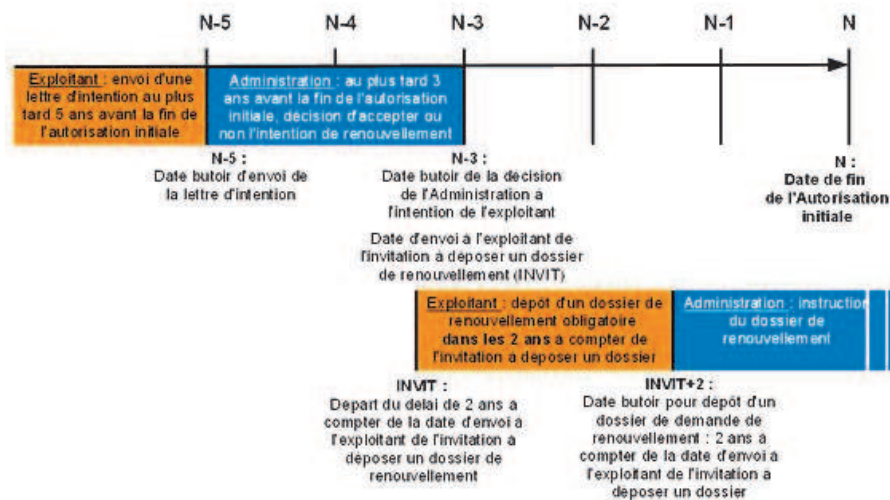 N-5 N-4 N-3 N-2 N-1 N
Exploitant : envoi d'une
lettre d'intention au plus
tard 5 ans avant la fin de
l'autorisation initiale
Administration : au plus tard 3
ans avant la fin de l'autorisation
initiale, décision d'accepter ou
non l'intention de renouvellement
N-5 :
Date butoir d'envoi de
la lettre d'intention
N-3 :
Date butoir de la décision
de l'Administration à
l'intention de l'exploitant
Date d'envoi à l'exploitant de
l'invitation à déposer un dossier
de renouvellement (INVIT)
N :
Date de fin
de l'Autorisation
initiale
Exploitant : dépôt d'un dossier de
renouvellement obligatoire
dans les 2 ans à compter de
l'invitation à déposer un dossier
Administration : instruction
du dossier de
renouvellement
INVIT :
Départ du délai de 2 ans à
compter de la date d'envoi à
l'exploitant de l'invitation à
déposer un dossier de
renouvellement
INVIT+2 :
Date butoir pour dépôt d'un
dossier de demande de
renouvellement : 2 ans à
compter de la date d'envoi à
l'exploitant de l'invitation à
déposer un dossier